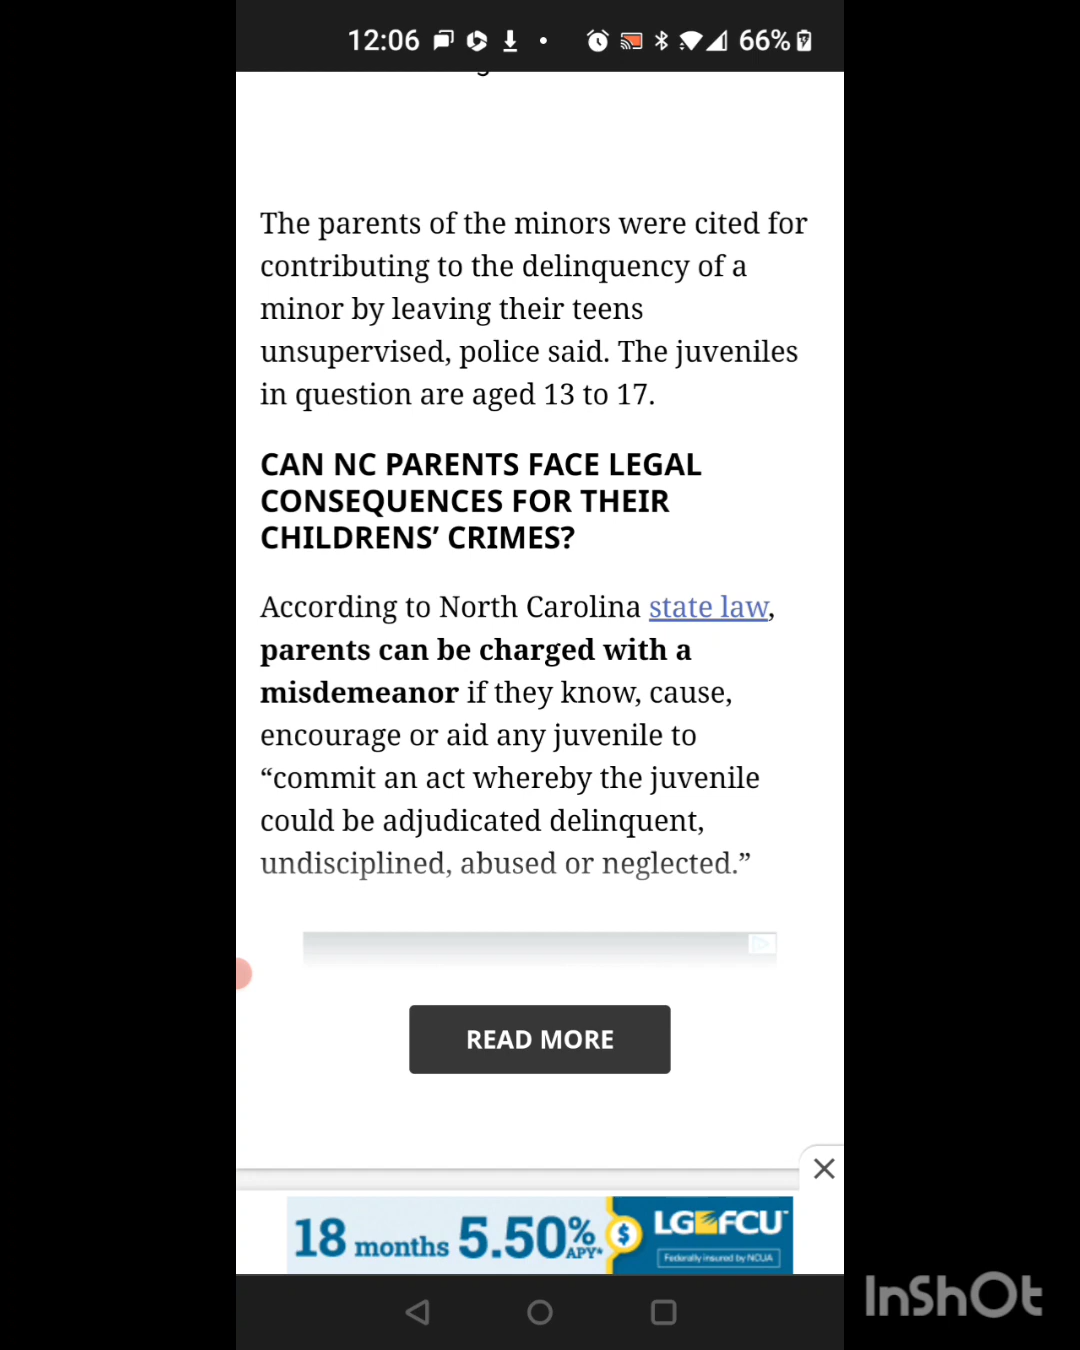 12:06 66%
The parents of the minors were cited for
contributing to the delinquency of a
minor by leaving their teens
unsupervised, police said. The juveniles
in question are aged 13 to 17.
CAN NC PARENTS FACE LEGAL
CONSEQUENCES FOR THEIR
CHILDRENS’ CRIMES?
According to North Carolina state law,
parents can be charged with a
misdemeanor if they know, cause,
encourage or aid any juvenile to
“commit an act whereby the juvenile
could be adjudicated delinquent,
undisciplined, abused or neglected.”
READ MORE
18 months 5.50% APY* $ LGFCU
Federally insured by NCUA
InShOt